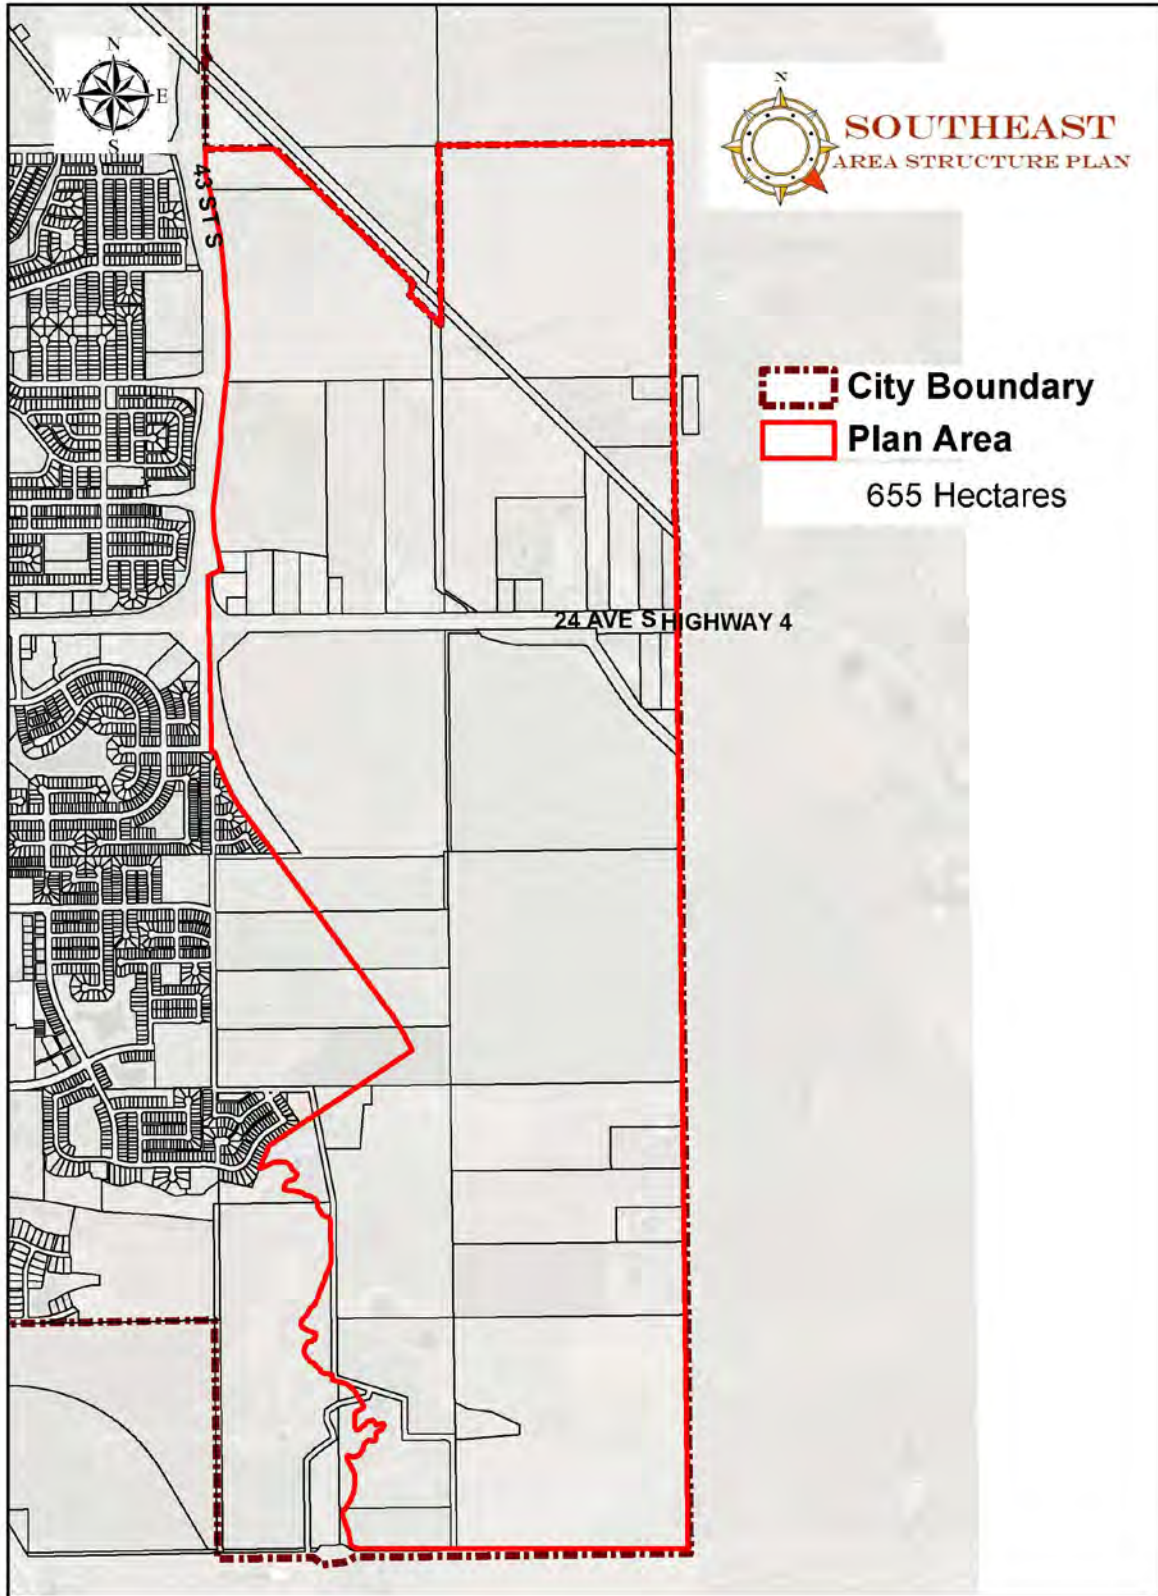 N
W E
S
N
SOUTHEAST
AREA STRUCTURE PLAN
43 ST S
City Boundary
Plan Area
655 Hectares
24 AVE S HIGHWAY 4